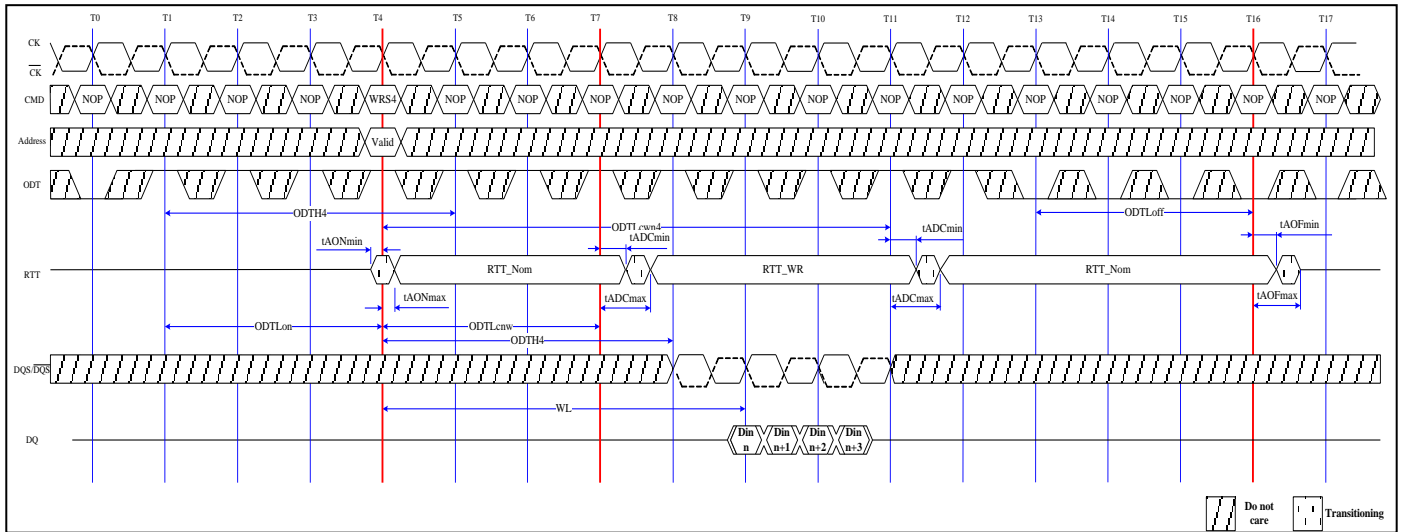 T0 T1 T2 T3 T4 T5 T6 T7 T8 T9 T10 T11 T12 T13 T14 T15 T16 T17
CK
CK
CMD NOP NOP NOP NOP WRS4 NOP NOP NOP NOP NOP NOP NOP NOP NOP NOP NOP NOP NOP
Address Valid
ODT
ODTH4 ODTLoff
ODTLcwn4
tAONmin tADCmin tADCmin tAOFmin
RTT RTT_Nom RTT_WR RTT_Nom
tAONmax tADCmax tADCmax tAOFmax
ODTLon ODTLcnw
ODTH4
DQS/DQS
WL
DQ Din n Din n+1 Din n+2 Din n+3
Do not care Transitioning